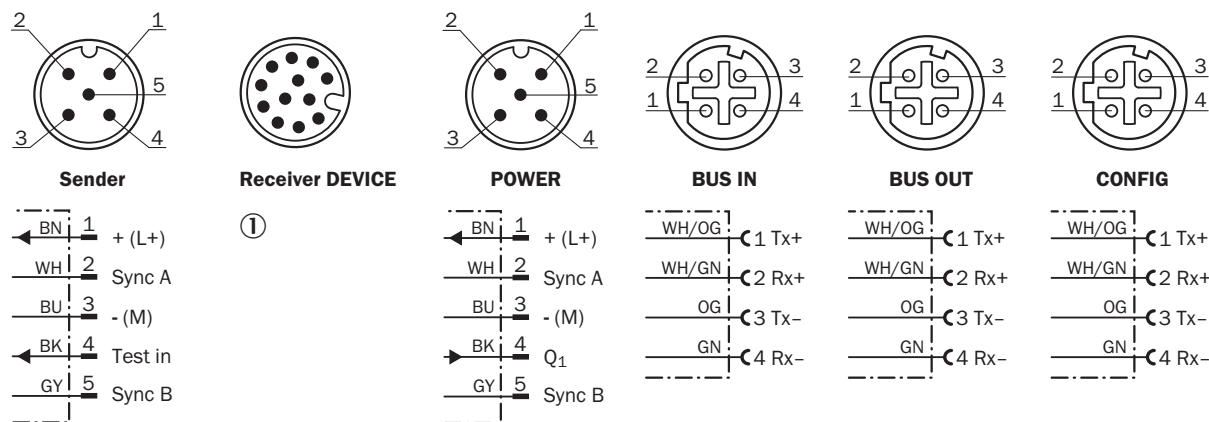 2 1
5
3 4
Sender
BN 1 + (L+)
WH 2 Sync A
BU 3 - (M)
BK 4 Test in
GY 5 Sync B
Receiver DEVICE
①
2 1
5
3 4
POWER
BN 1 + (L+)
WH 2 Sync A
BU 3 - (M)
BK 4 Q1
GY 5 Sync B
2 3
1 4
BUS IN
WH/OG 1 Tx+
WH/GN 2 Rx+
OG 3 Tx–
GN 4 Rx–
2 3
1 4
BUS OUT
WH/OG 1 Tx+
WH/GN 2 Rx+
OG 3 Tx–
GN 4 Rx–
2 3
1 4
CONFIG
WH/OG 1 Tx+
WH/GN 2 Rx+
OG 3 Tx–
GN 4 Rx–